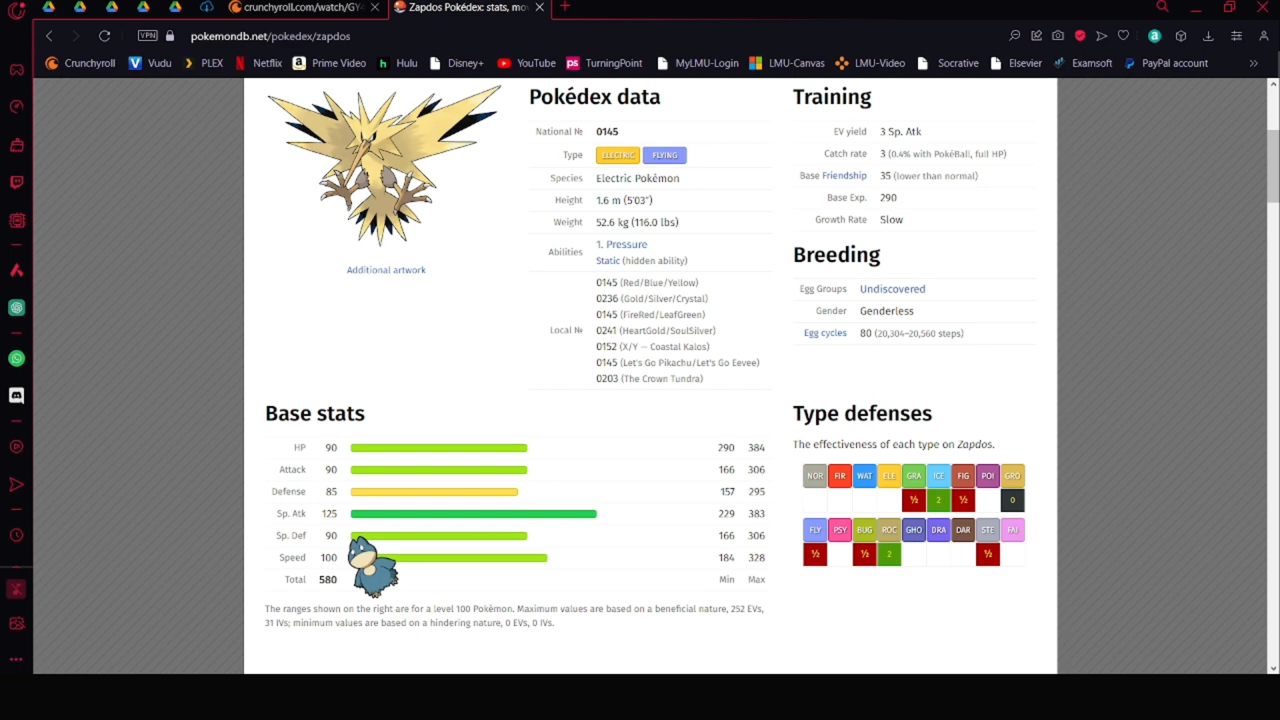 crunchyroll.com/watch/GY
Zapdos Pokédex: stats, mov
VPN pokemondb.net/pokedex/zapdos
Crunchyroll Vudu PLEX Netflix Prime Video Hulu Disney+ YouTube TurningPoint MyLMU-Login LMU-Canvas LMU-Video Socrative Elsevier Examsoft PayPal account
Additional artwork
Pokédex data
National № 0145
Type ELECTRIC FLYING
Species Electric Pokémon
Height 1.6 m (5′03″)
Weight 52.6 kg (116.0 lbs)
Abilities 1. Pressure
Static (hidden ability)
Local № 0145 (Red/Blue/Yellow)
0236 (Gold/Silver/Crystal)
0145 (FireRed/LeafGreen)
0241 (HeartGold/SoulSilver)
0152 (X/Y — Coastal Kalos)
0145 (Let's Go Pikachu/Let's Go Eevee)
0203 (The Crown Tundra)
Training
EV yield 3 Sp. Atk
Catch rate 3 (0.4% with PokéBall, full HP)
Base Friendship 35 (lower than normal)
Base Exp. 290
Growth Rate Slow
Breeding
Egg Groups Undiscovered
Gender Genderless
Egg cycles 80 (20,304–20,560 steps)
Base stats
HP 90 290 384
Attack 90 166 306
Defense 85 157 295
Sp. Atk 125 229 383
Sp. Def 90 166 306
Speed 100 184 328
Total 580 Min Max
The ranges shown on the right are for a level 100 Pokémon. Maximum values are based on a beneficial nature, 252 EVs,
31 IVs; minimum values are based on a hindering nature, 0 EVs, 0 IVs.
Type defenses
The effectiveness of each type on Zapdos.
NOR FIR WAT ELE GRA ICE FIG POI GRO
½ 2 ½ 0
FLY PSY BUG ROC GHO DRA DAR STE FAI
½ ½ 2 ½